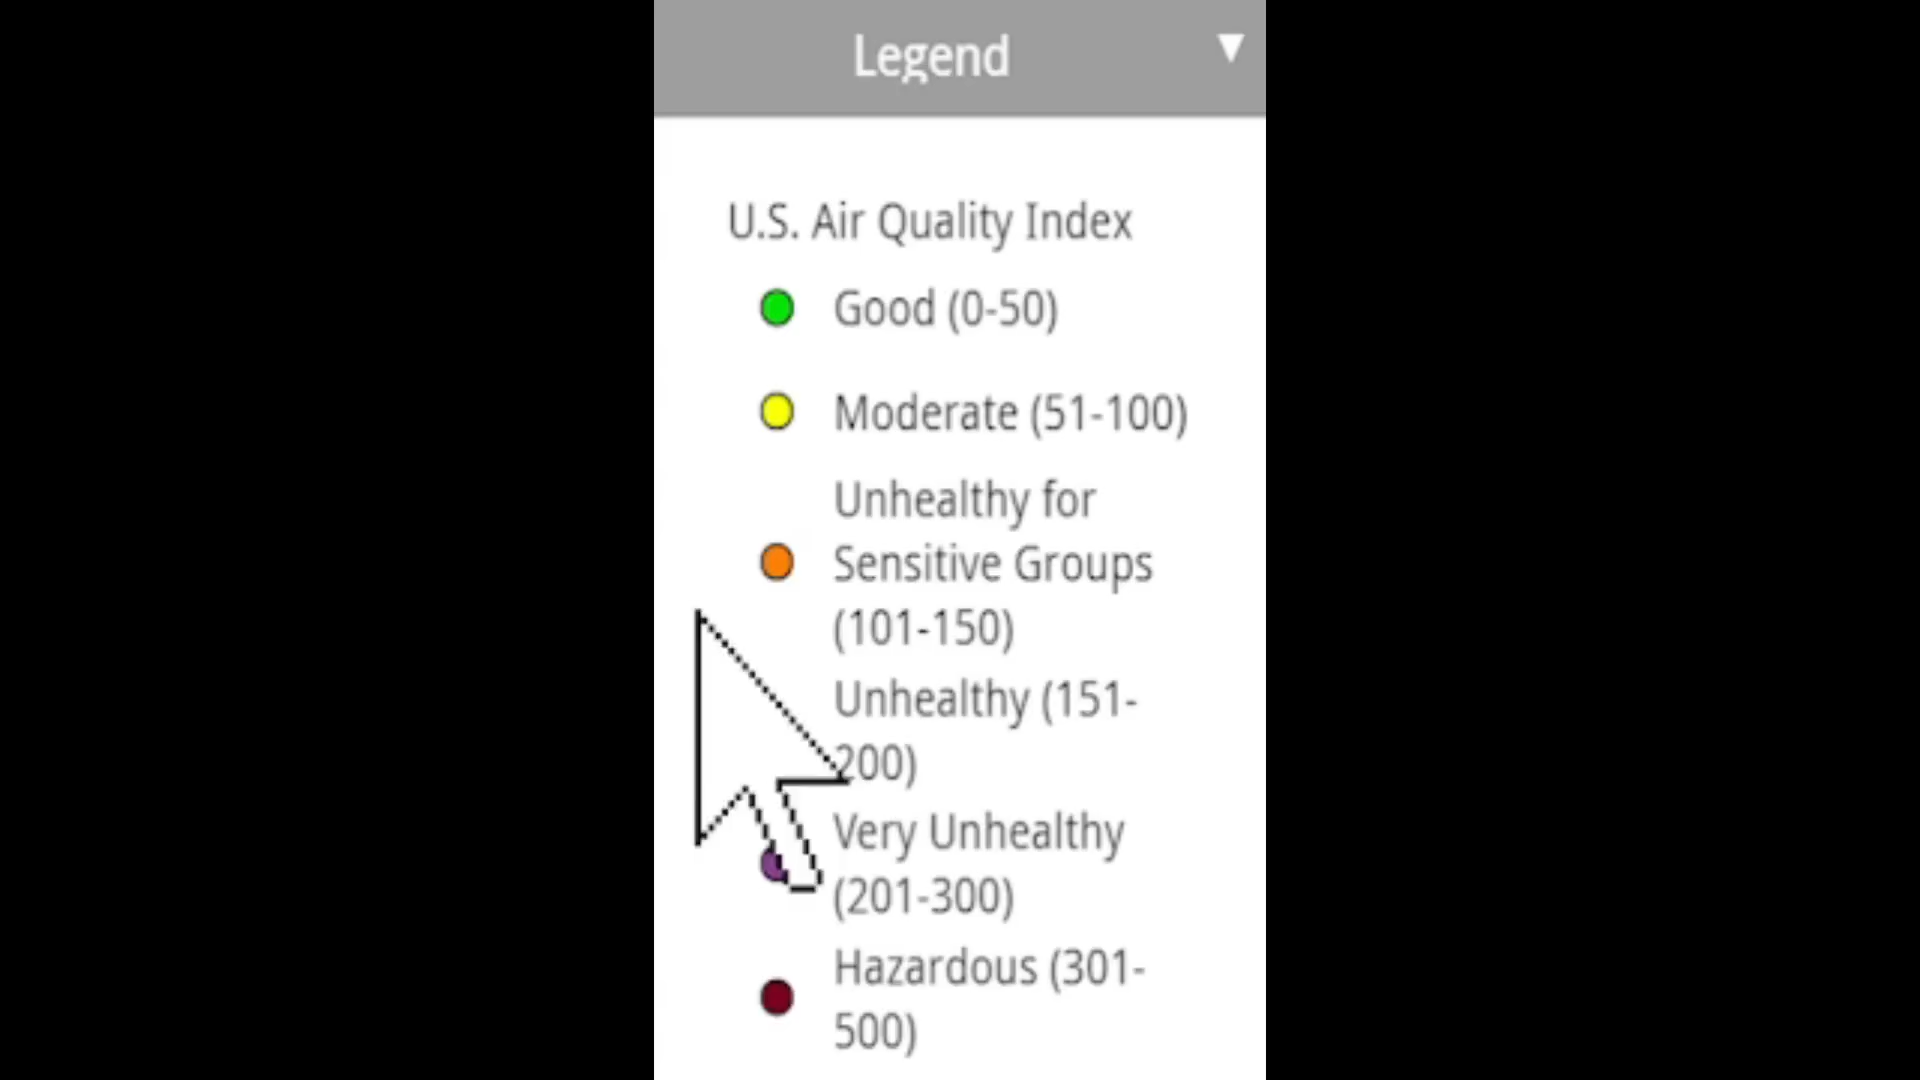 Legend
U.S. Air Quality Index
Good (0-50)
Moderate (51-100)
Unhealthy for
Sensitive Groups
(101-150)
Unhealthy (151-
200)
Very Unhealthy
(201-300)
Hazardous (301-
500)